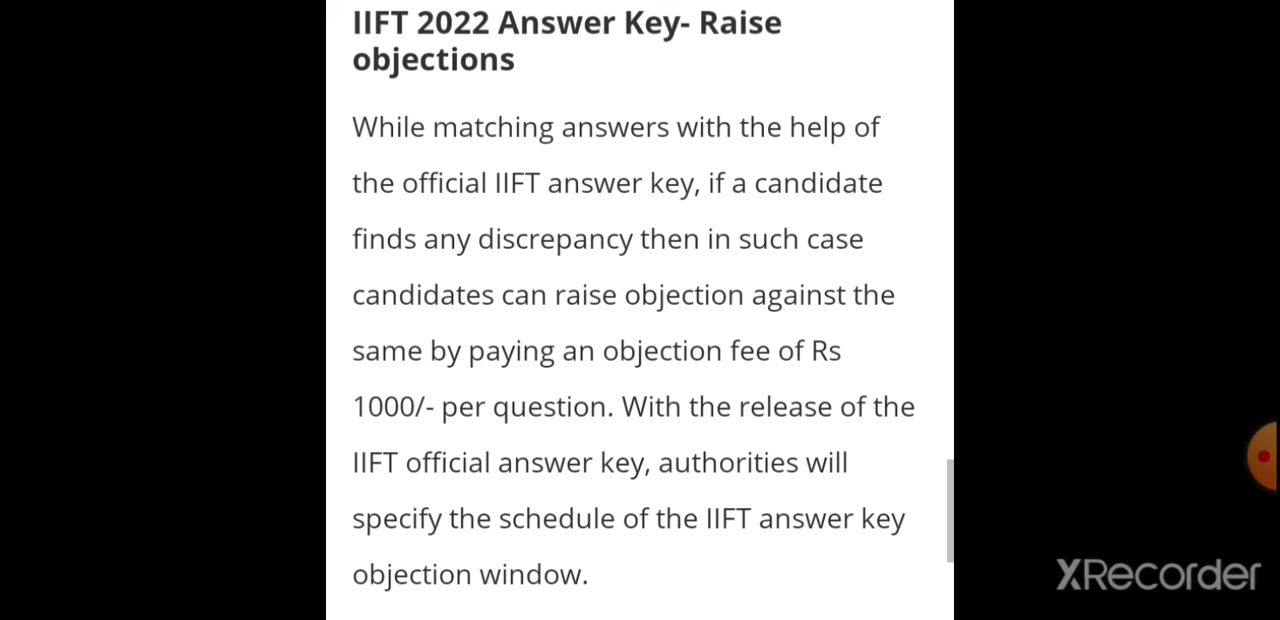 IIFT 2022 Answer Key- Raise
objections
While matching answers with the help of
the official IIFT answer key, if a candidate
finds any discrepancy then in such case
candidates can raise objection against the
same by paying an objection fee of Rs
1000/- per question. With the release of the
IIFT official answer key, authorities will
specify the schedule of the IIFT answer key
objection window.
XRecorder